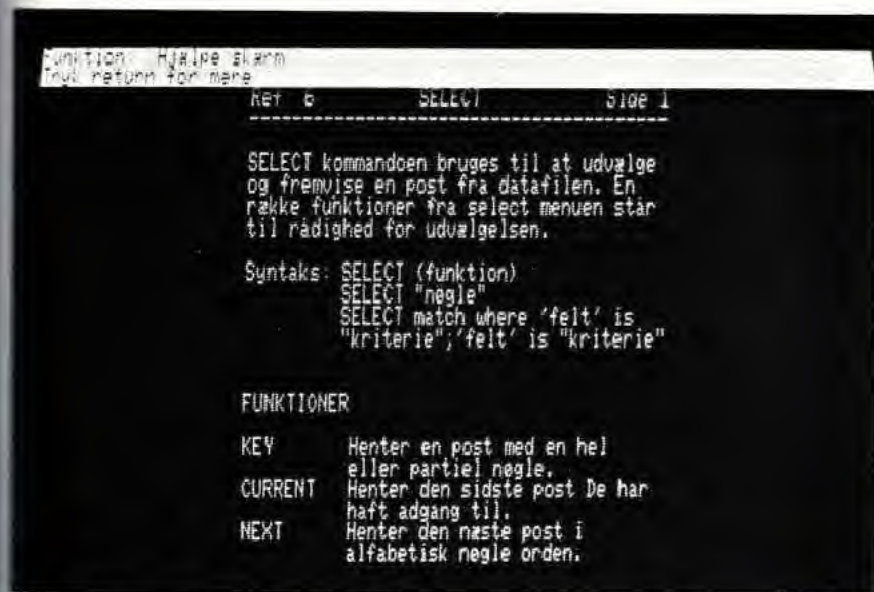 Funktion: Hjælpe skærm
Tryk return for mere
Ref 6 SELECT Side 1
----------------------------------------
SELECT kommandoen bruges til at udvælge
og fremvise en post fra datafilen. En
række funktioner fra select menuen står
til rådighed for udvælgelsen.
Syntaks: SELECT (funktion)
SELECT "nøgle"
SELECT match where 'felt' is
"kriterie";'felt' is "kriterie"
FUNKTIONER
KEY Henter en post med en hel
eller partiel nøgle.
CURRENT Henter den sidste post De har
haft adgang til.
NEXT Henter den næste post i
alfabetisk nøgle orden.